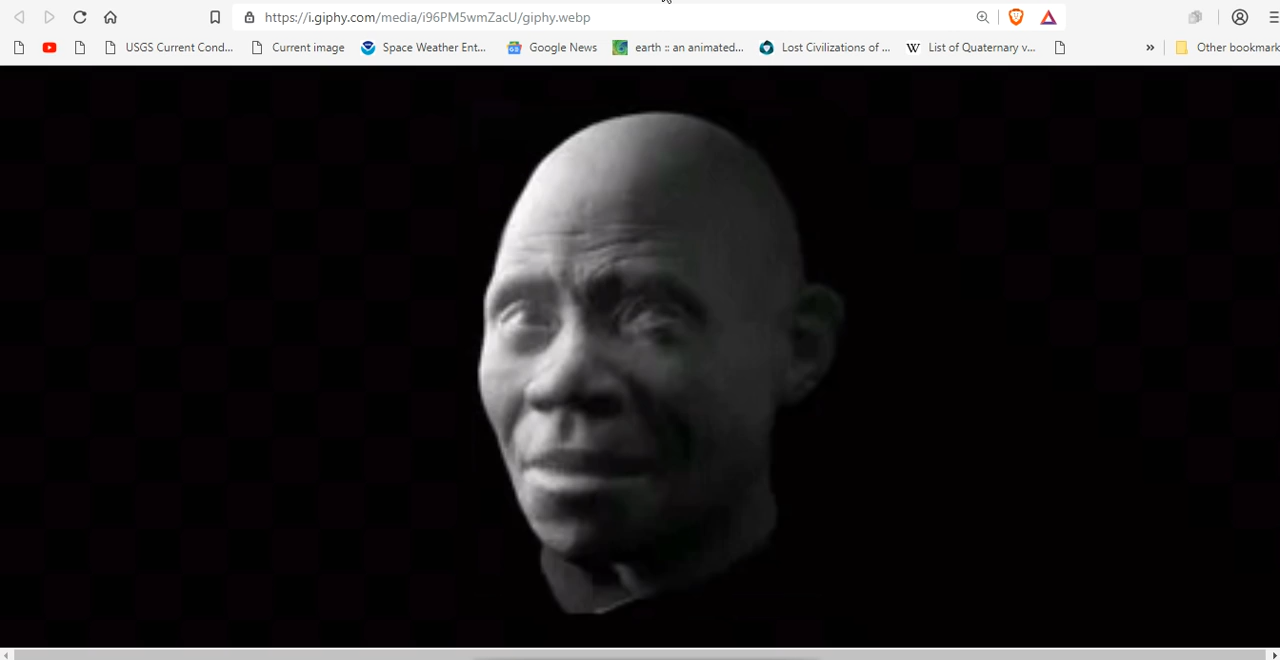 https://i.giphy.com/media/i96PM5wmZacU/giphy.webp
USGS Current Cond... Current image Space Weather Ent... Google News earth :: an animated... Lost Civilizations of ... W List of Quaternary v... » Other bookmark